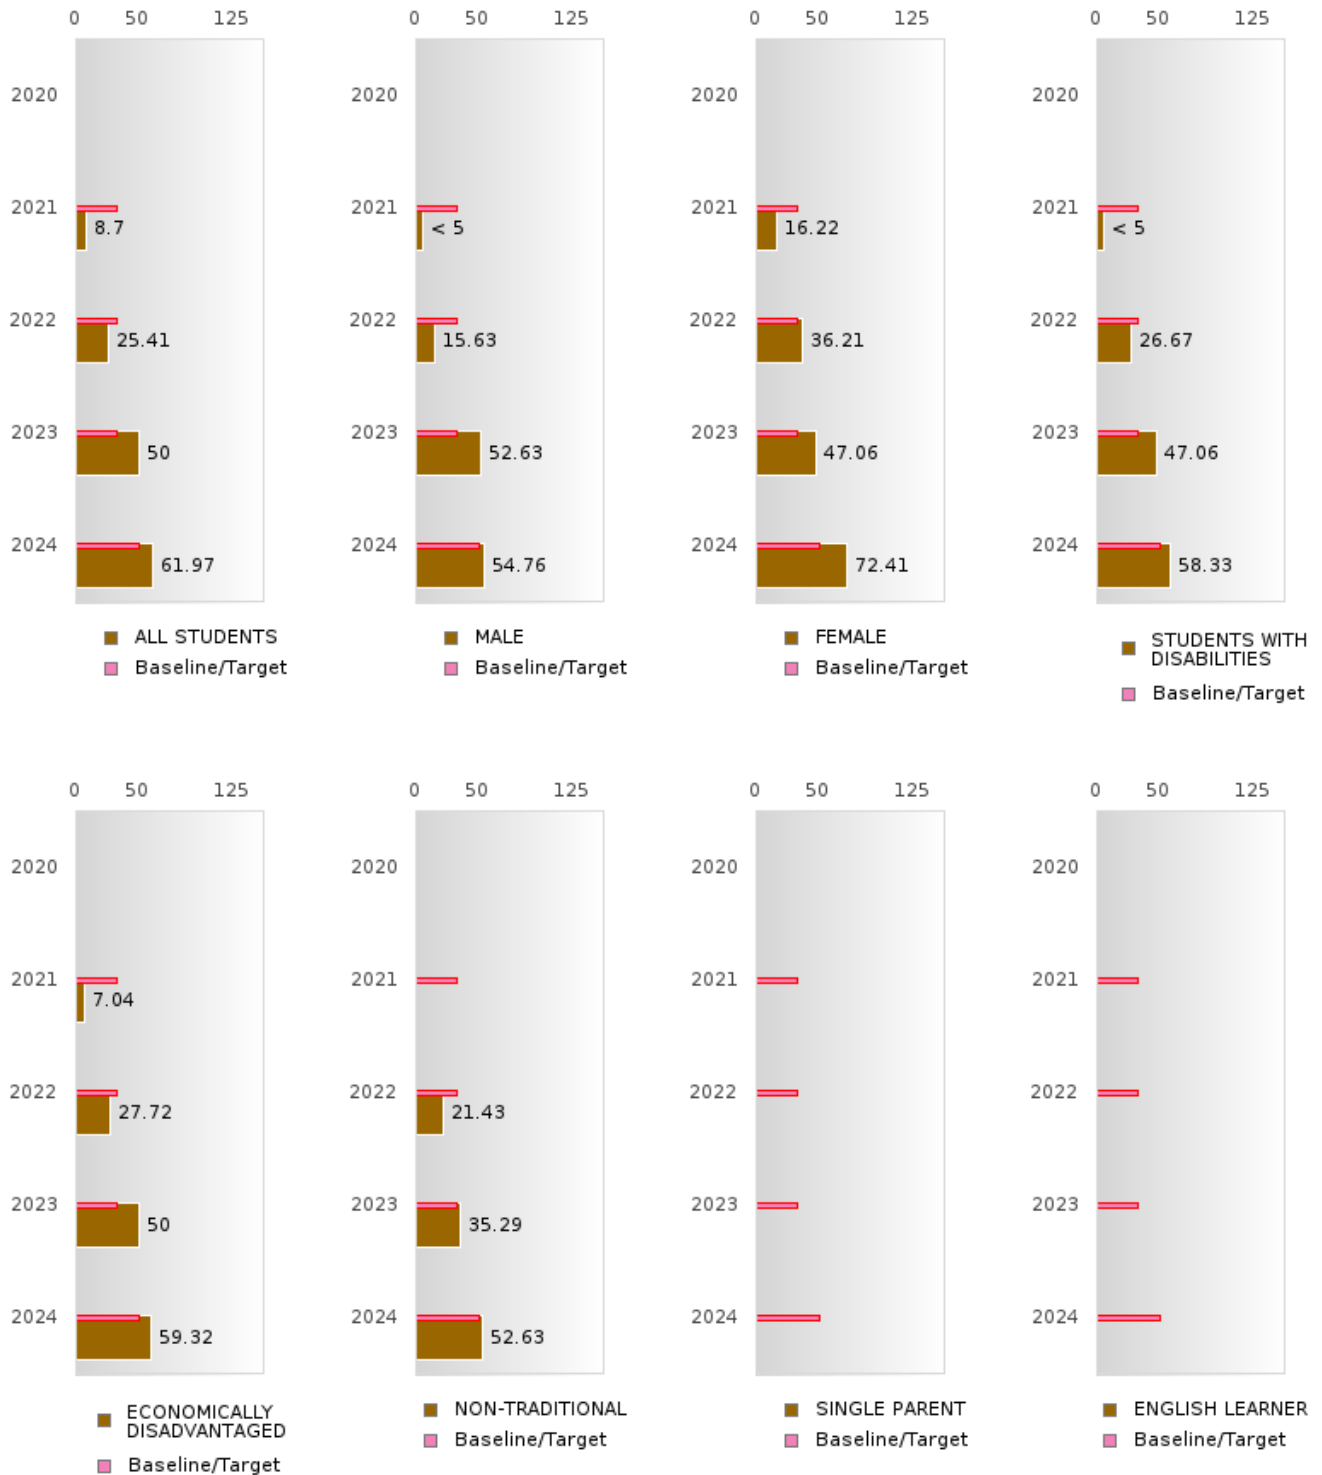 0 50 125 0 50 125 0 50 125 0 50 125
2020 2020 2020 2020
2021 2021 2021 2021
8.7 < 5 16.22 < 5
2022 2022 2022 2022
25.41 15.63 36.21 26.67
2023 2023 2023 2023
50 52.63 47.06 47.06
2024 2024 2024 2024
61.97 54.76 72.41 58.33
ALL STUDENTS
Baseline/Target
MALE
Baseline/Target
FEMALE
Baseline/Target
STUDENTS WITH
DISABILITIES
Baseline/Target
0 50 125 0 50 125 0 50 125 0 50 125
2020 2020 2020 2020
2021 2021 2021 2021
7.04
2022 2022 2022 2022
27.72 21.43
2023 2023 2023 2023
50 35.29
2024 2024 2024 2024
59.32 52.63
ECONOMICALLY
DISADVANTAGED
Baseline/Target
NON-TRADITIONAL
Baseline/Target
SINGLE PARENT
Baseline/Target
ENGLISH LEARNER
Baseline/Target